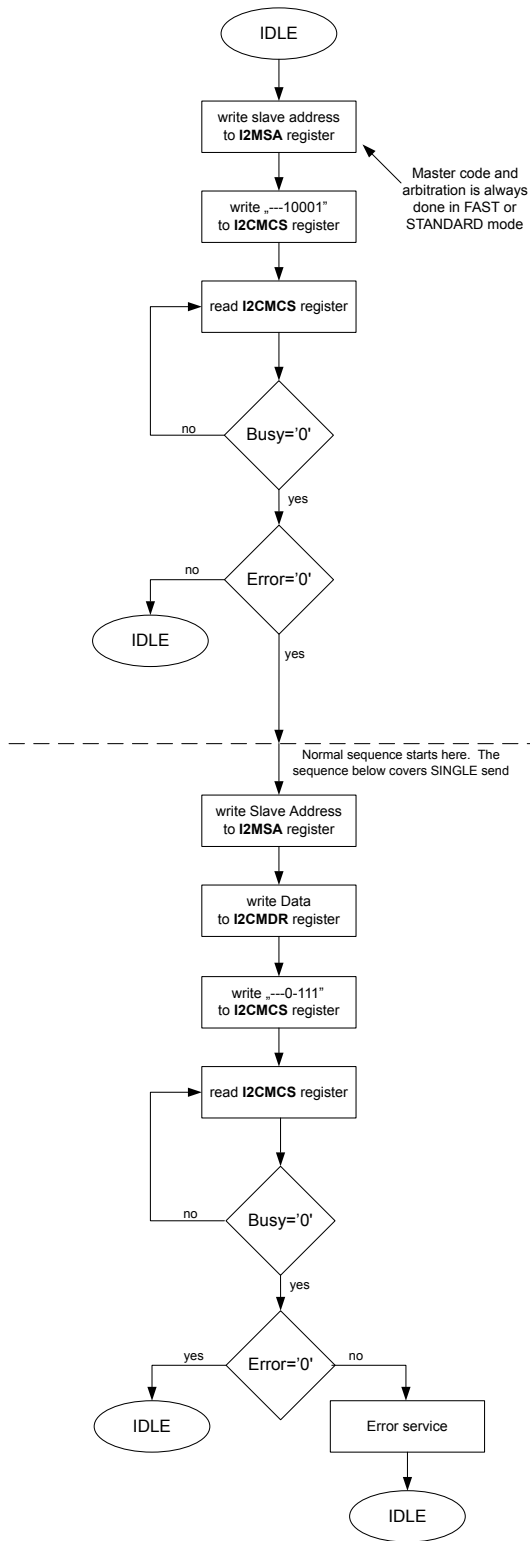 IDLE
write slave address
to I2MSA register
Master code and
arbitration is always
done in FAST or
STANDARD mode
write „---10001”
to I2CMCS register
read I2CMCS register
no
Busy=’0'
yes
no
Error=’0'
IDLE
yes
Normal sequence starts here. The
sequence below covers SINGLE send
write Slave Address
to I2MSA register
write Data
to I2CMDR register
write „---0-111”
to I2CMCS register
read I2CMCS register
no
Busy=’0'
yes
yes
Error=’0'
no
IDLE
Error service
IDLE